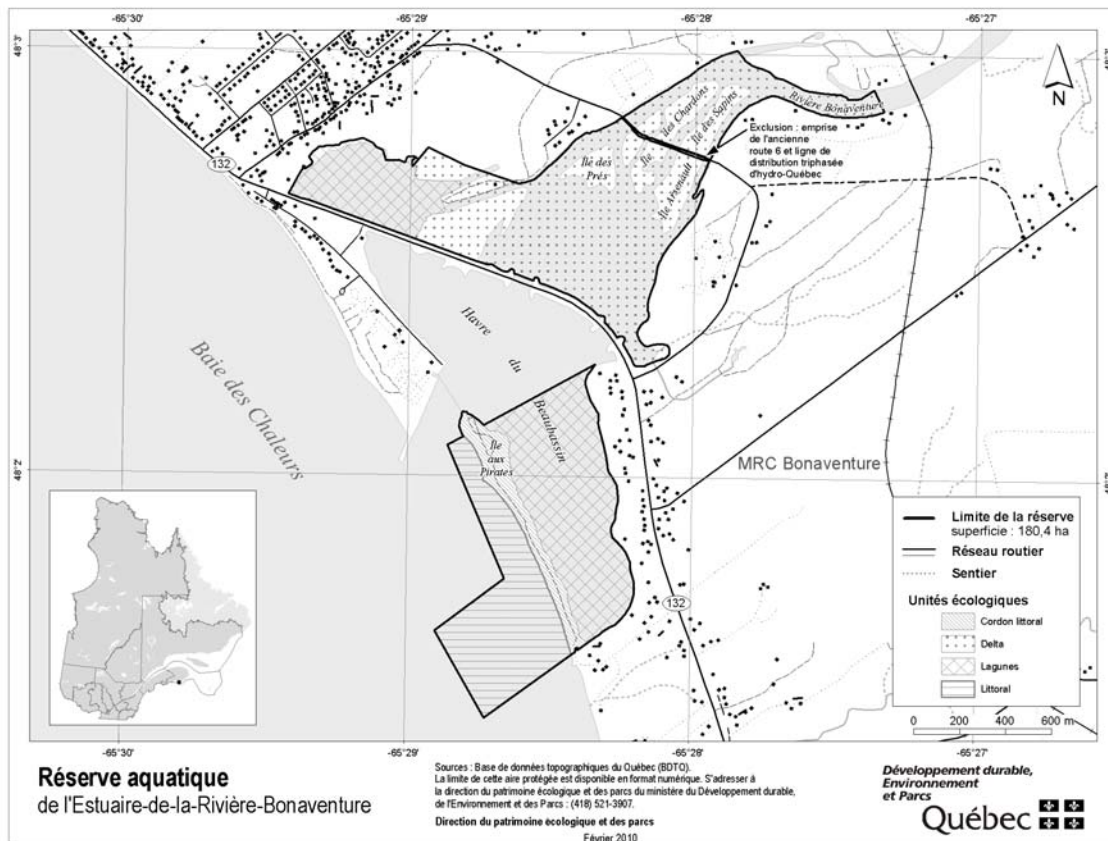 -65°30'
-65°29'
-65°28'
-65°27'
48°3'
48°3'
N
Rivière Bonaventure
Île des Chardons
Île des Sapins
Exclusion : emprise
de l'ancienne
route 6 et ligne de
distribution triphasée
d'hydro-Québec
132
Île des
Prés
Île Arsenault
Havre
du
Beaubassin
Baie des Chaleurs
Île
aux
Pirates
48°2'
48°2'
MRC Bonaventure
132
Limite de la réserve
superficie : 180,4 ha
Réseau routier
Sentier
Unités écologiques
Cordon littoral
Delta
Lagunes
Littoral
0 200 400 600 m
-65°30'
-65°29'
-65°28'
-65°27'
Réserve aquatique
de l'Estuaire-de-la-Rivière-Bonaventure
Sources : Base de données topographiques du Québec (BDTQ).
La limite de cette aire protégée est disponible en format numérique. S'adresser à
la direction du patrimoine écologique et des parcs du ministère du Développement durable,
de l'Environnement et des Parcs : (418) 521-3907.
Direction du patrimoine écologique et des parcs
Février 2010
Développement durable,
Environnement
et Parcs
Québec